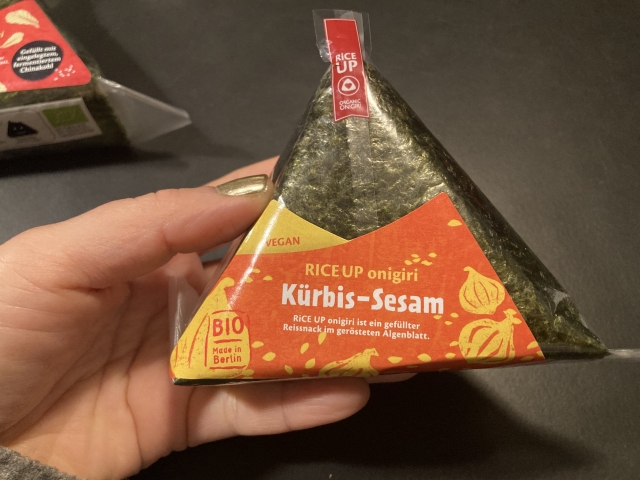 Gefüllt mit
eingelegtem,
fermentiertem
Chinakohl
RiCE
UP
ORGANIC
ONIGIRI
VEGAN
RICE UP onigiri
Kürbis-Sesam
RiCE UP onigiri ist ein gefüllter
Reissnack im gerösteten Algenblatt.
BIO
Made in
Berlin